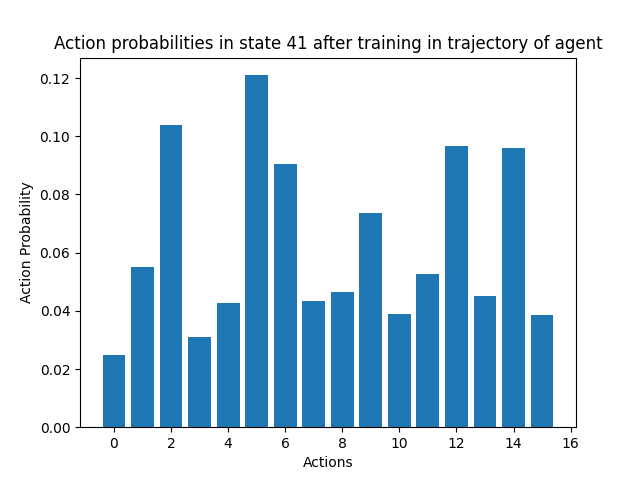 Action probabilities in state 41 after training in trajectory of agent
0.12
0.10
0.08
0.06
0.04
0.02
0.00
Action Probability
0 2 4 6 8 10 12 14 16
Actions